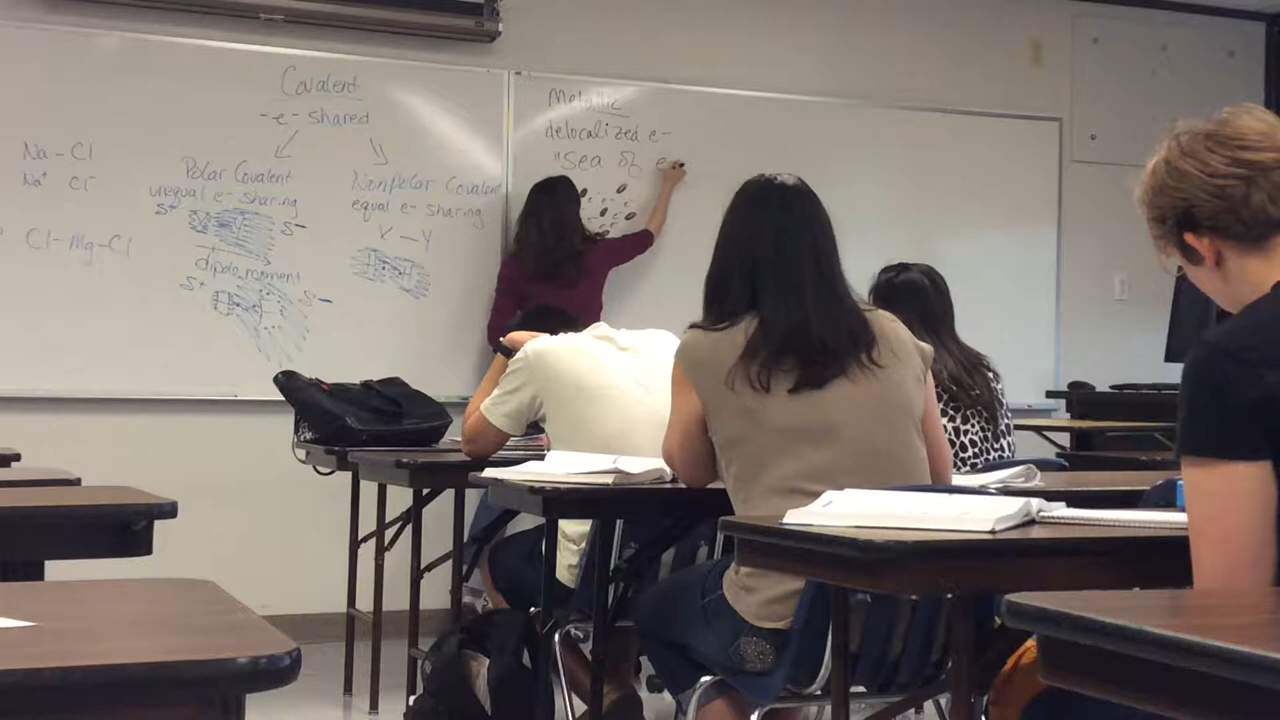 Na-Cl
Na+ Cl-
Cl-Mg-Cl
Covalent
-e- shared
Polar Covalent
unequal e- sharing
S+ S-
dipole moment
S+ S-
Nonpolar Covalent
equal e- sharing
Y-Y
Metallic
delocalized e-
"Sea of e